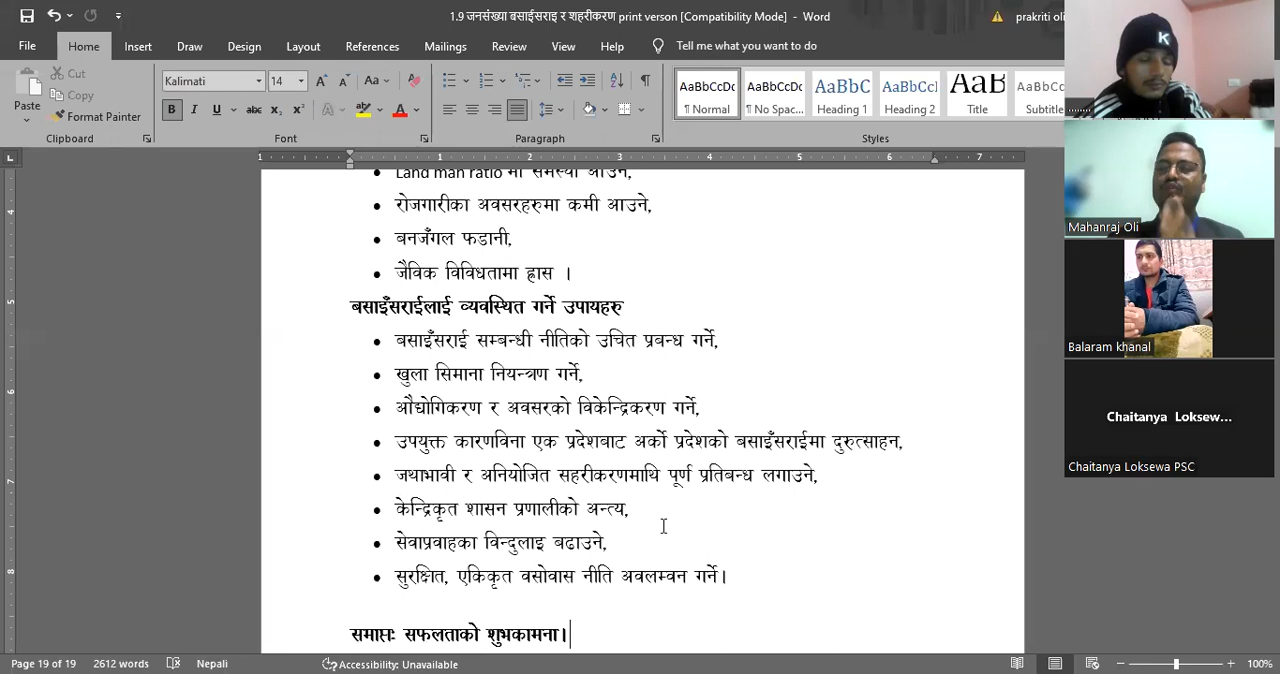 1.9 जनसंख्या बसाईसराइ र शहरीकरण print verson [Compatibility Mode] - Word
prakriti oli
File Home Insert Draw Design Layout References Mailings Review View Help Tell me what you want to do
Cut
Copy
Paste
Format Painter
Kalimati 14
AaBbCcDc AaBbCcDc AaBbC AaBbCcI AaB AaBbCcD
¶ Normal ¶ No Spac... Heading 1 Heading 2 Title Subtitle
Clipboard Font Paragraph Styles
K
Mahanraj Oli
Balaram khanal
Chaitanya Loksew...
Chaitanya Loksewa PSC
Land man ratio मा समस्या आउने,
रोजगारीका अवसरहरुमा कमी आउने,
बनजँगल फडानी,
जैविक विविधतामा ह्रास ।
बसाइँसराईलाई व्यवस्थित गर्ने उपायहरु
बसाइँसराई सम्बन्धी नीतिको उचित प्रबन्ध गर्ने,
खुला सिमाना नियन्त्रण गर्ने,
औद्योगिकरण र अवसरको विकेन्द्रिकरण गर्ने,
उपयुक्त कारणविना एक प्रदेशबाट अर्को प्रदेशको बसाइँसराईमा दुरुत्साहन,
जथाभावी र अनियोजित सहरीकरणमाथि पूर्ण प्रतिबन्ध लगाउने,
केन्द्रिकृत शासन प्रणालीको अन्त्य,
सेवाप्रवाहका विन्दुलाइ बढाउने,
सुरक्षित, एकिकृत वसोवास नीति अवलम्वन गर्ने।
समाप्तः सफलताको शुभकामना।
Page 19 of 19 2612 words Nepali Accessibility: Unavailable 100%